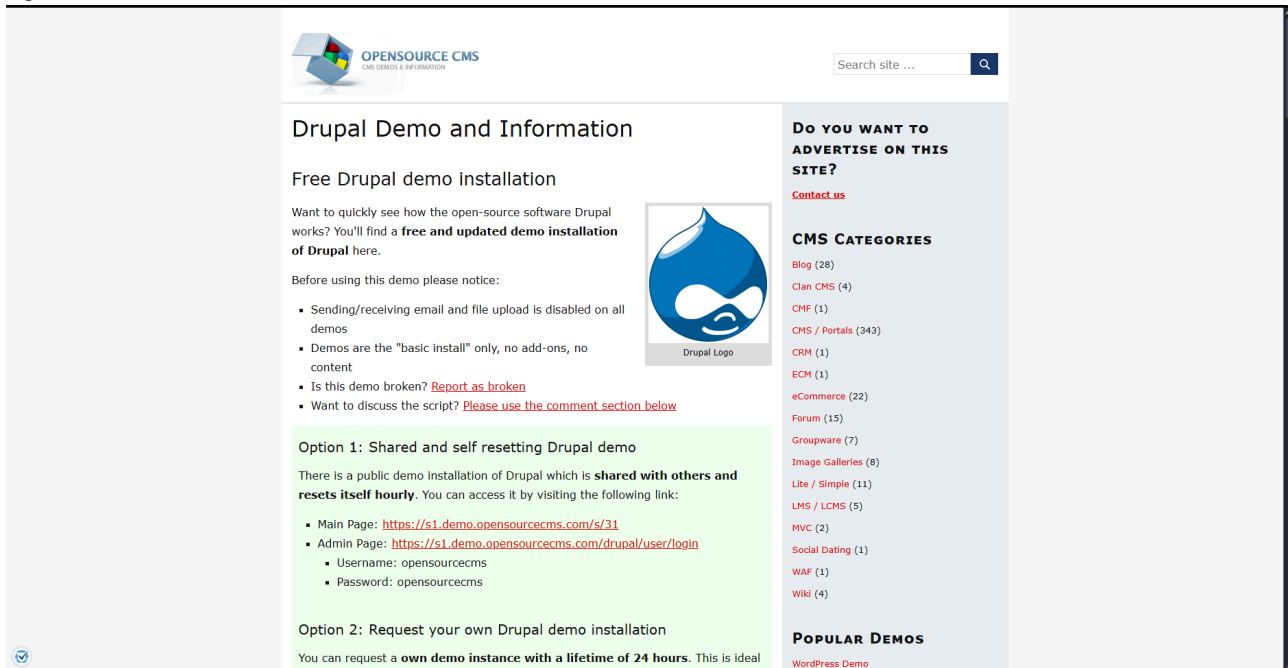 OPENSOURCE CMS
CMS DEMOS & INFORMATION
Search site ...
Drupal Demo and Information
Free Drupal demo installation
Want to quickly see how the open-source software Drupal
works? You'll find a free and updated demo installation
of Drupal here.
Before using this demo please notice:
Sending/receiving email and file upload is disabled on all
demos
Demos are the "basic install" only, no add-ons, no
content
Is this demo broken? Report as broken
Want to discuss the script? Please use the comment section below
Drupal Logo
Option 1: Shared and self resetting Drupal demo
There is a public demo installation of Drupal which is shared with others and
resets itself hourly. You can access it by visiting the following link:
Main Page: https://s1.demo.opensourcecms.com/s/31
Admin Page: https://s1.demo.opensourcecms.com/drupal/user/login
Username: opensourcecms
Password: opensourcecms
Option 2: Request your own Drupal demo installation
You can request a own demo instance with a lifetime of 24 hours. This is ideal
Do you want to
advertise on this
site?
Contact us
CMS Categories
Blog (28)
Clan CMS (4)
CMF (1)
CMS / Portals (343)
CRM (1)
ECM (1)
eCommerce (22)
Forum (15)
Groupware (7)
Image Galleries (8)
Lite / Simple (11)
LMS / LCMS (5)
MVC (2)
Social Dating (1)
WAF (1)
Wiki (4)
Popular Demos
WordPress Demo